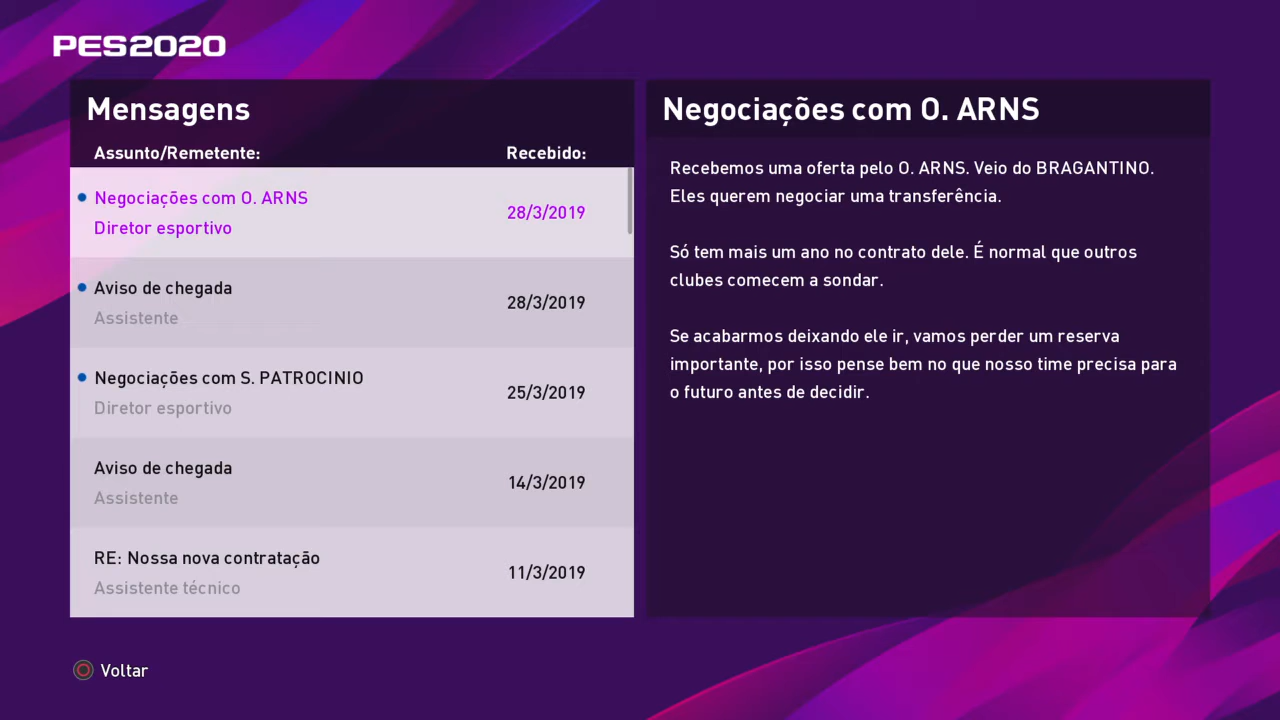 PES2020
Mensagens
Assunto/Remetente: Recebido:
Negociações com O. ARNS
Diretor esportivo
28/3/2019
Aviso de chegada
Assistente
28/3/2019
Negociações com S. PATROCINIO
Diretor esportivo
25/3/2019
Aviso de chegada
Assistente
14/3/2019
RE: Nossa nova contratação
Assistente técnico
11/3/2019
Negociações com O. ARNS
Recebemos uma oferta pelo O. ARNS. Veio do BRAGANTINO.
Eles querem negociar uma transferência.
Só tem mais um ano no contrato dele. É normal que outros
clubes comecem a sondar.
Se acabarmos deixando ele ir, vamos perder um reserva
importante, por isso pense bem no que nosso time precisa para
o futuro antes de decidir.
Voltar